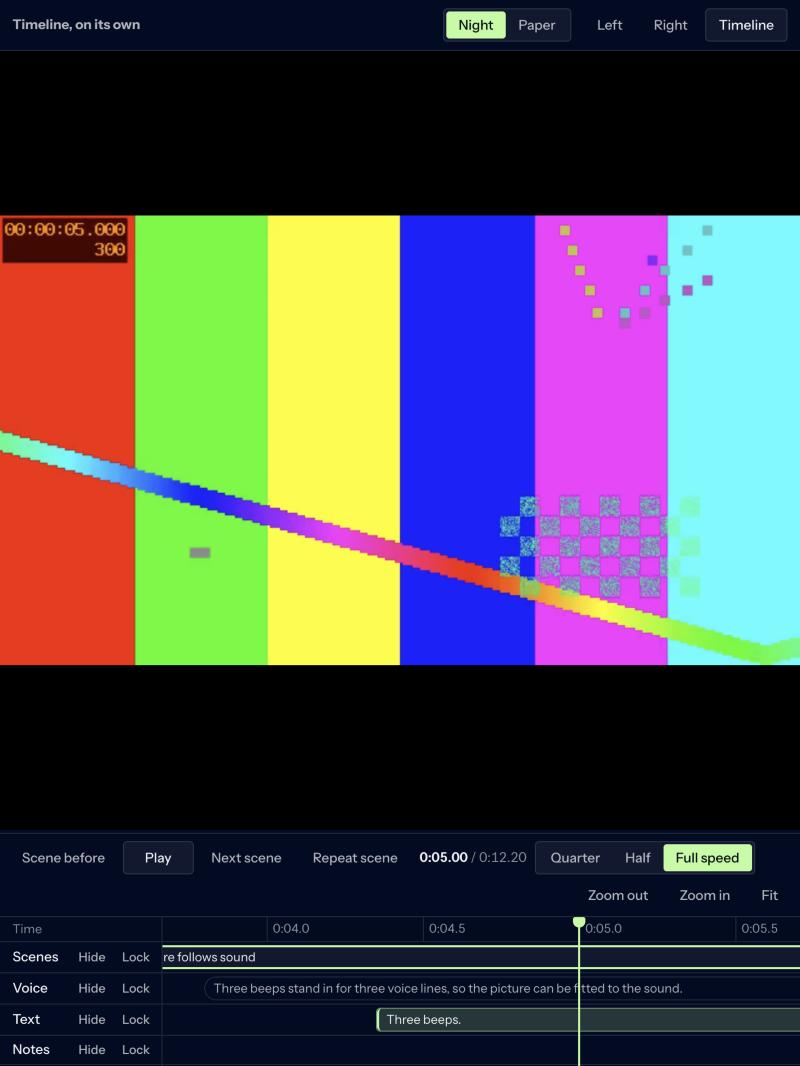 Timeline, on its own
Night Paper Left Right Timeline
00:00:05.000
300
Scene before Play Next scene Repeat scene 0:05.00 / 0:12.20 Quarter Half Full speed
Zoom out Zoom in Fit
Time 0:04.0 0:04.5 0:05.0 0:05.5
Scenes Hide Lock re follows sound
Voice Hide Lock Three beeps stand in for three voice lines, so the picture can be fitted to the sound.
Text Hide Lock Three beeps.
Notes Hide Lock